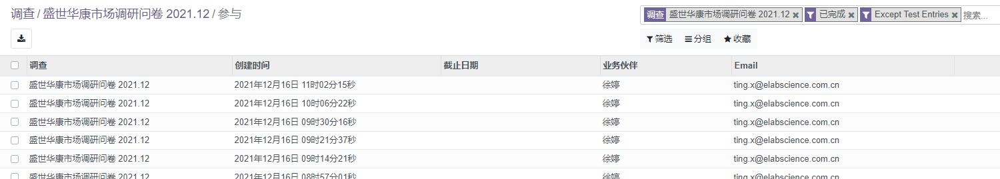 调查 / 盛世华康市场调研问卷 2021.12 / 参与
调查 盛世华康市场调研问卷 2021.12 已完成 Except Test Entries 搜索...
筛选 分组 收藏
调查 创建时间 截止日期 业务伙伴 Email
盛世华康市场调研问卷 2021.12 2021年12月16日 11时02分15秒 徐婷 ting.x@elabscience.com.cn
盛世华康市场调研问卷 2021.12 2021年12月16日 10时06分22秒 徐婷 ting.x@elabscience.com.cn
盛世华康市场调研问卷 2021.12 2021年12月16日 09时30分16秒 徐婷 ting.x@elabscience.com.cn
盛世华康市场调研问卷 2021.12 2021年12月16日 09时21分37秒 徐婷 ting.x@elabscience.com.cn
盛世华康市场调研问卷 2021.12 2021年12月16日 09时14分21秒 徐婷 ting.x@elabscience.com.cn
盛世华康市场调研问卷 2021.12 2021年12月16日 08时57分01秒 徐婷 ting.x@elabscience.com.cn